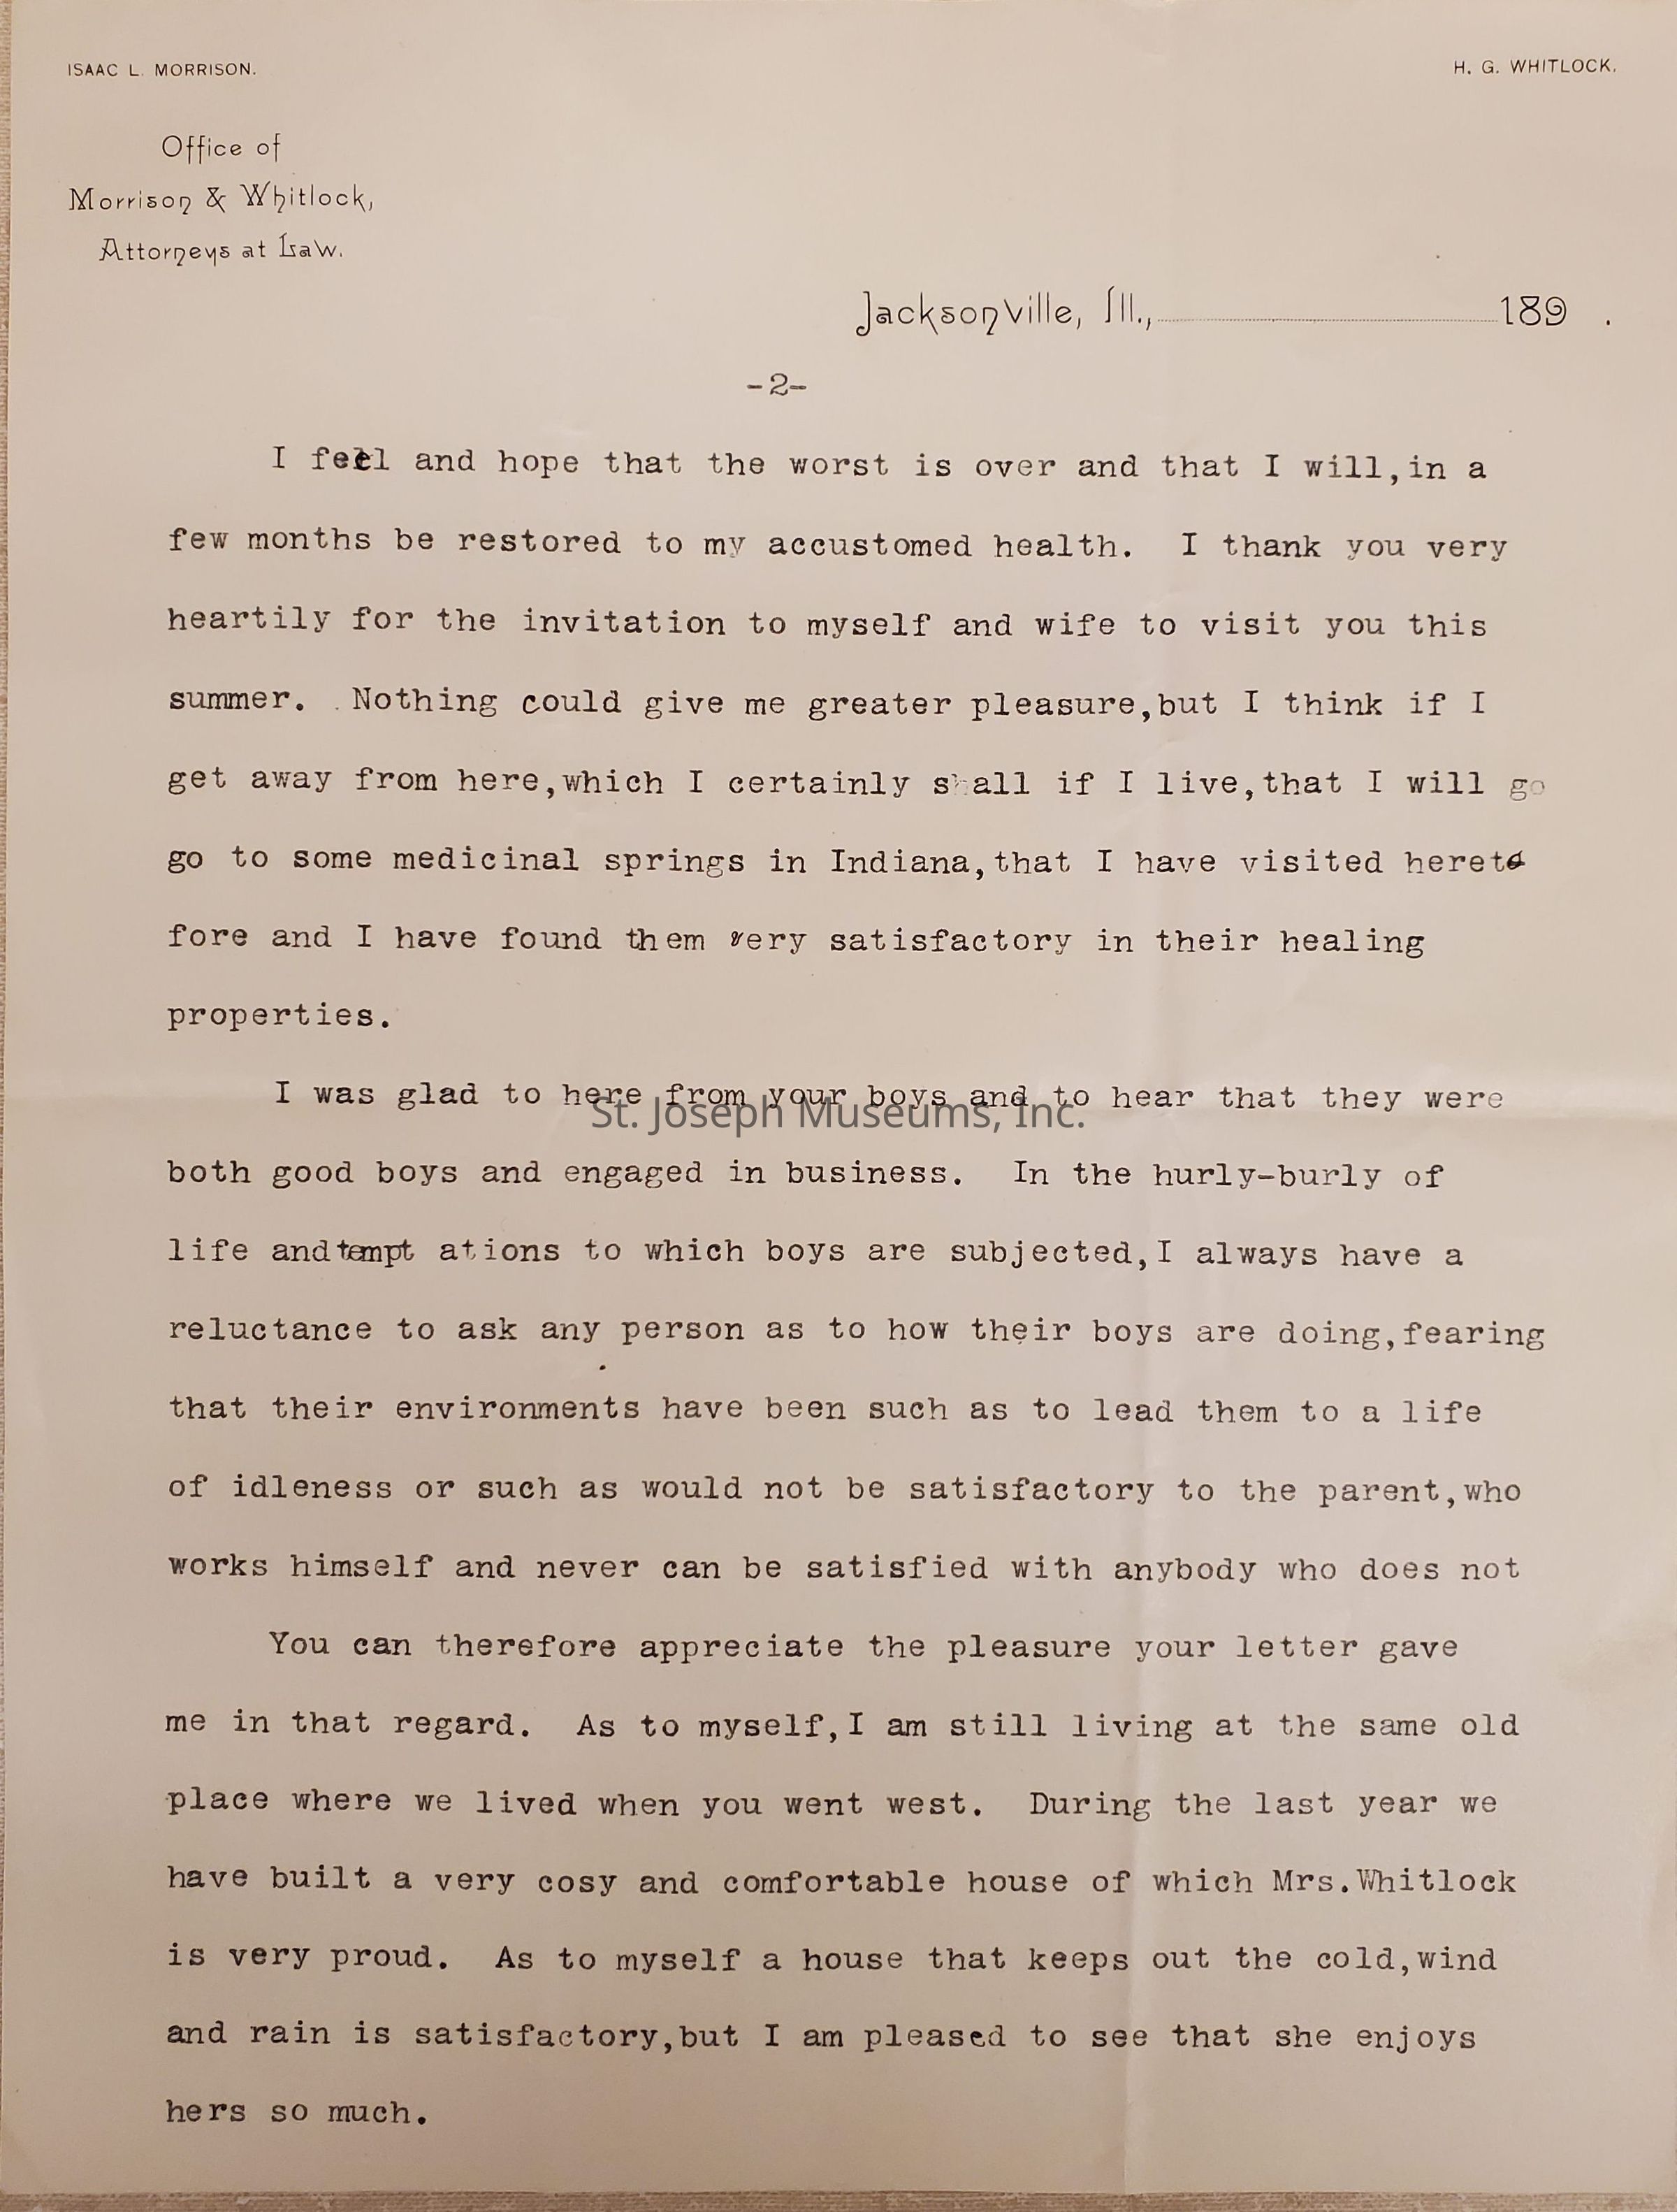 ISAAC L. MORRISON. H. G. WHITLOCK.
Office of
Morrison & Whitlock,
Attorneys at Law.
Jacksonville, Ill., 189 .
-2-
I feel and hope that the worst is over and that I will,in a
few months be restored to my accustomed health. I thank you very
heartily for the invitation to myself and wife to visit you this
summer. Nothing could give me greater pleasure,but I think if I
get away from here,which I certainly shall if I live,that I will go
go to some medicinal springs in Indiana,that I have visited hereto
fore and I have found them very satisfactory in their healing
properties.
I was glad to here from your boys and to hear that they were
St. Joseph Museums, Inc.
both good boys and engaged in business. In the hurly-burly of
life and tempt ations to which boys are subjected,I always have a
reluctance to ask any person as to how their boys are doing,fearing
that their environments have been such as to lead them to a life
of idleness or such as would not be satisfactory to the parent,who
works himself and never can be satisfied with anybody who does not
You can therefore appreciate the pleasure your letter gave
me in that regard. As to myself,I am still living at the same old
place where we lived when you went west. During the last year we
have built a very cosy and comfortable house of which Mrs.Whitlock
is very proud. As to myself a house that keeps out the cold,wind
and rain is satisfactory,but I am pleased to see that she enjoys
hers so much.